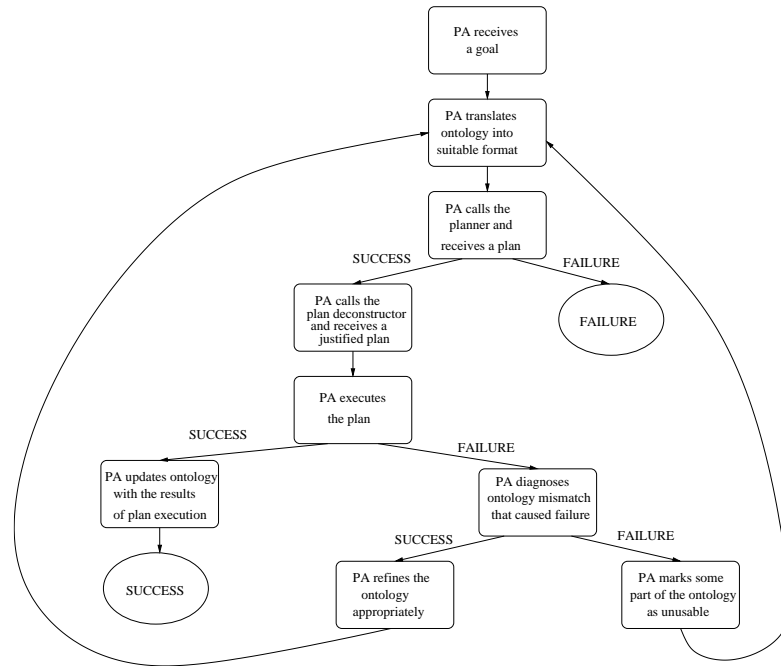 PA receives
a goal
PA translates
ontology into
suitable format
PA calls the
planner and
receives a plan
SUCCESS
FAILURE
PA calls the
plan deconstructor
and receives a
justified plan
FAILURE
PA executes
the plan
SUCCESS
FAILURE
PA updates ontology
with the results
of plan execution
PA diagnoses
ontology mismatch
that caused failure
SUCCESS
FAILURE
SUCCESS
PA refines the
ontology
appropriately
PA marks some
part of the ontology
as unusable